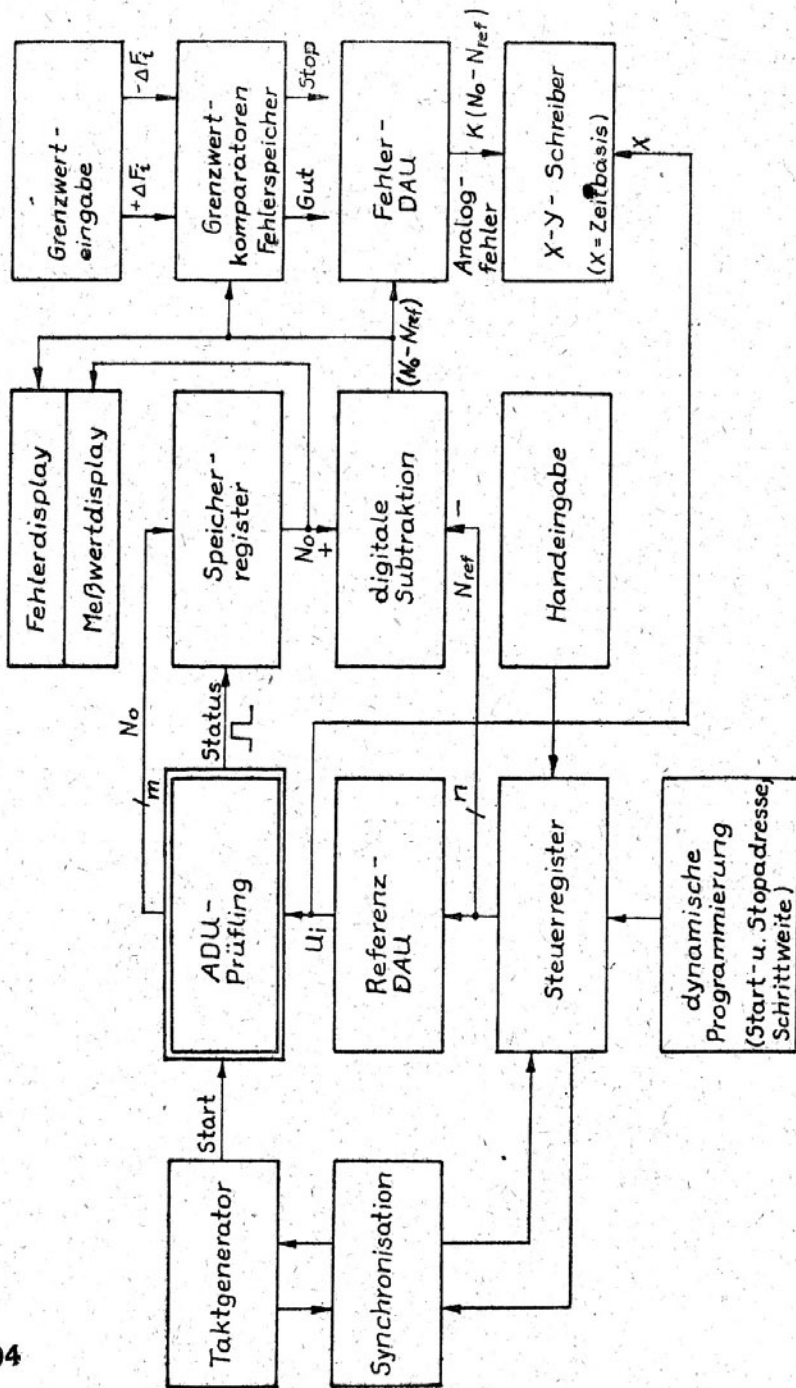 Taktgenerator
Synchronisation
Start
ADU-
Prüfling
Ui
Referenz-
DAU
n
Steuerregister
dynamische
Programmierung
(Start- u. Stopadresse,
Schrittweite)
m
No
Status
Speicher-
register
No
+
digitale
Subtraktion
Nref
-
Handeingabe
Fehlerdisplay
Meßwertdisplay
(No-Nref)
Grenzwert-
eingabe
+ΔFi
-ΔFi
Grenzwert-
komparatoren
Fehlerspeicher
Gut
Stop
Fehler-
DAU
Analog-
fehler
K(No-Nref)
X-y-Schreiber
(X=Zeitbasis)
X